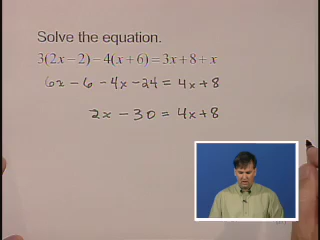 Solve the equation.
3(2x−2)−4(x+6)=3x+8+x
6x − 6 − 4x − 24 = 4x + 8
2x − 30 = 4x + 8